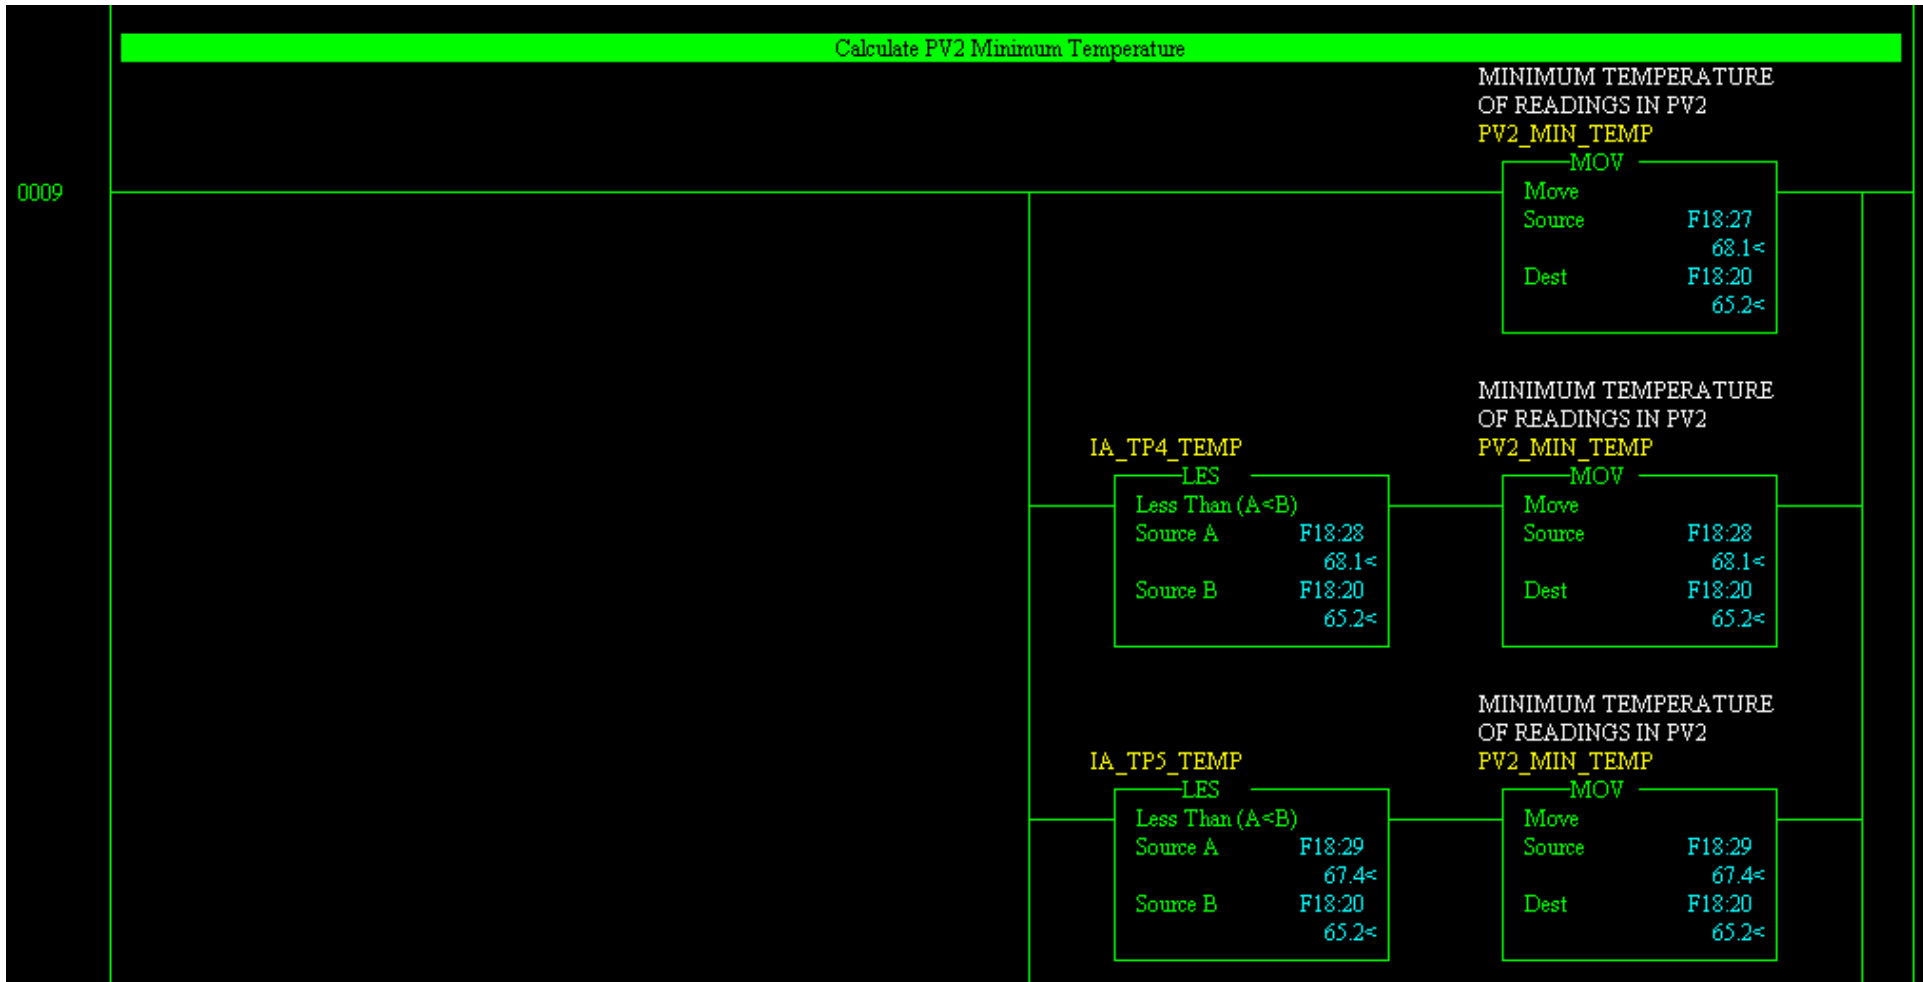 Calculate PV2 Minimum Temperature
MINIMUM TEMPERATURE
OF READINGS IN PV2
PV2_MIN_TEMP
MOV
0009
Move
Source F18:27
68.1<
Dest F18:20
65.2<
MINIMUM TEMPERATURE
OF READINGS IN PV2
IA_TP4_TEMP PV2_MIN_TEMP
LES MOV
Less Than (A<B) Move
Source A F18:28 Source F18:28
68.1< 68.1<
Source B F18:20 Dest F18:20
65.2< 65.2<
MINIMUM TEMPERATURE
OF READINGS IN PV2
IA_TP5_TEMP PV2_MIN_TEMP
LES MOV
Less Than (A<B) Move
Source A F18:29 Source F18:29
67.4< 67.4<
Source B F18:20 Dest F18:20
65.2< 65.2<